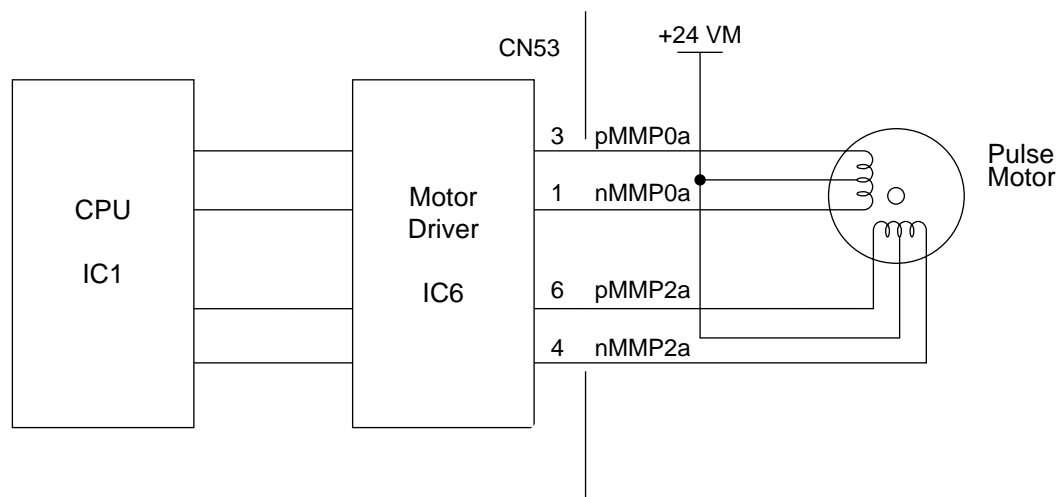 CN53
+24 VM
3 pMMP0a
1 nMMP0a
6 pMMP2a
4 nMMP2a
CPU
IC1
Motor
Driver
IC6
Pulse
Motor